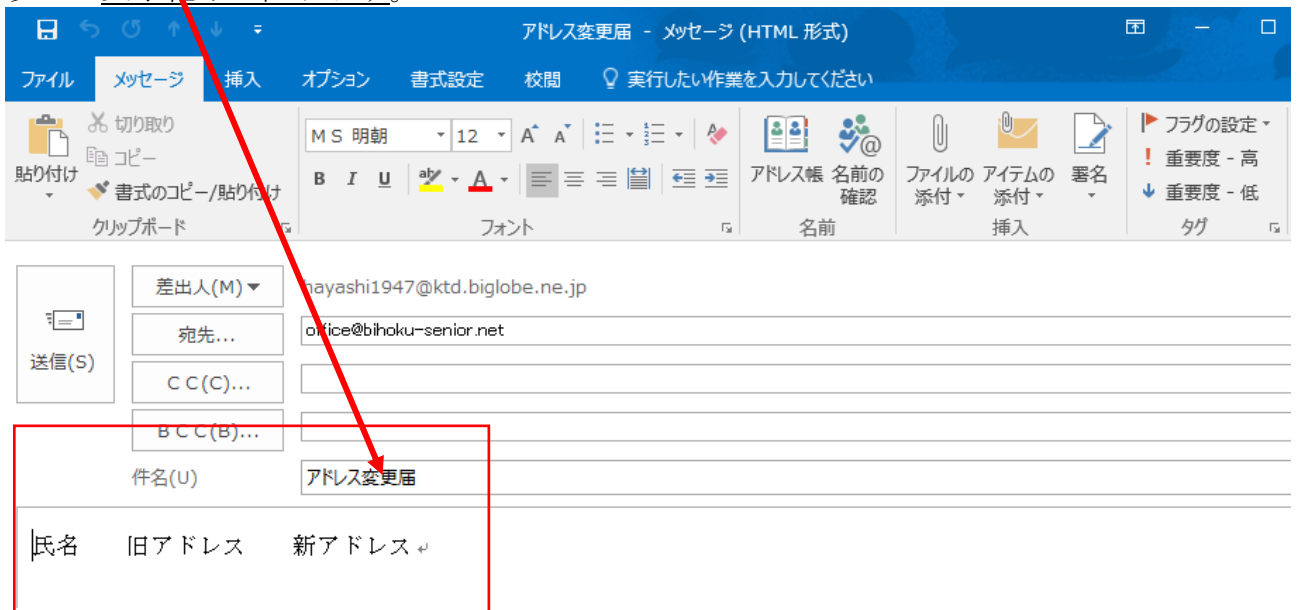 アドレス変更届 - メッセージ (HTML 形式)
ファイル メッセージ 挿入 オプション 書式設定 校閲 実行したい作業を入力してください
貼り付け 切り取り コピー 書式のコピー/貼り付け
クリップボード
ＭＳ 明朝 12
B I U
フォント
アドレス帳 名前の確認
名前
ファイルの添付 アイテムの添付 署名
挿入
フラグの設定
重要度 - 高
重要度 - 低
タグ
送信(S)
差出人(M) hayashi1947@ktd.biglobe.ne.jp
宛先... office@bihoku-senior.net
ＣＣ(C)...
ＢＣＣ(B)...
件名(U) アドレス変更届
氏名 旧アドレス 新アドレス